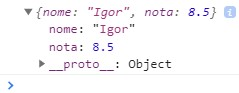 ▼{nome: "Igor", nota: 8.5} i
nome: "Igor"
nota: 8.5
▶__proto__: Object
>